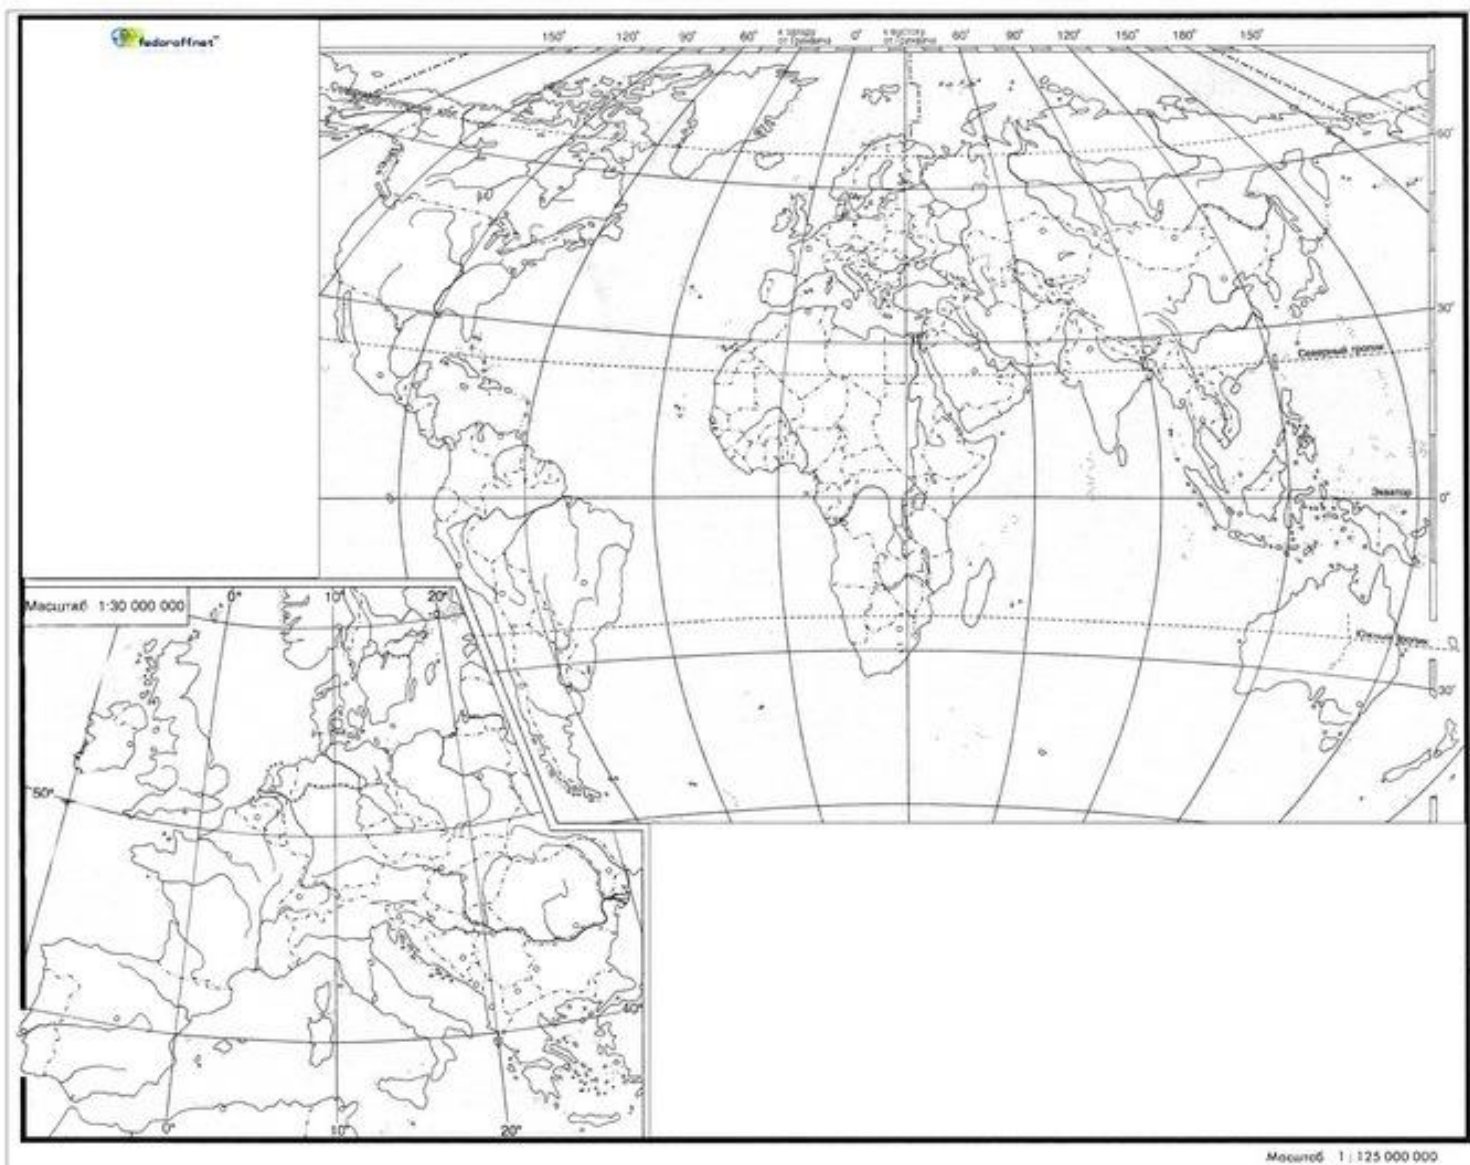 fedoroffnet™
150° 120° 90° 60° к западу от Гринвича 0° к востоку от Гринвича 60° 90° 120° 150° 180° 150°
60°
30°
Северный тропик
Экватор
0°
Южный тропик
30°
Масштаб 1:30 000 000
0° 10° 20°
50°
40°
0° 10° 20°
Масштаб 1 : 125 000 000